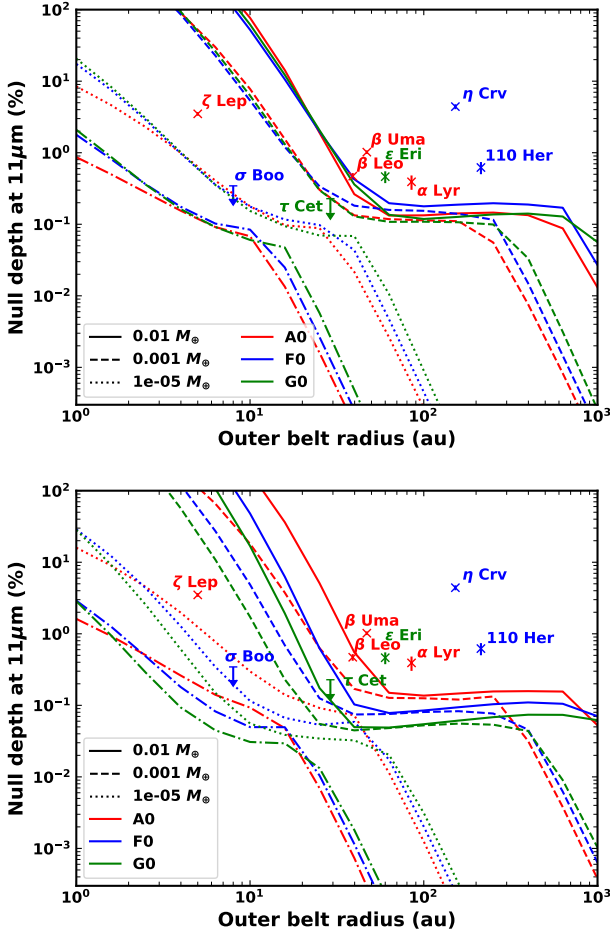 10²
10¹
10⁰
10⁻¹
10⁻²
10⁻³
Null depth at 11μm (%)
ζ Lep
η Crv
β Uma
β Leo
ε Eri
110 Her
σ Boo
α Lyr
τ Cet
0.01 M⊕
0.001 M⊕
1e-05 M⊕
A0
F0
G0
10⁰
10¹
10²
10³
Outer belt radius (au)
10²
10¹
10⁰
10⁻¹
10⁻²
10⁻³
Null depth at 11μm (%)
ζ Lep
η Crv
β Uma
β Leo
ε Eri
110 Her
σ Boo
α Lyr
τ Cet
0.01 M⊕
0.001 M⊕
1e-05 M⊕
A0
F0
G0
10⁰
10¹
10²
10³
Outer belt radius (au)